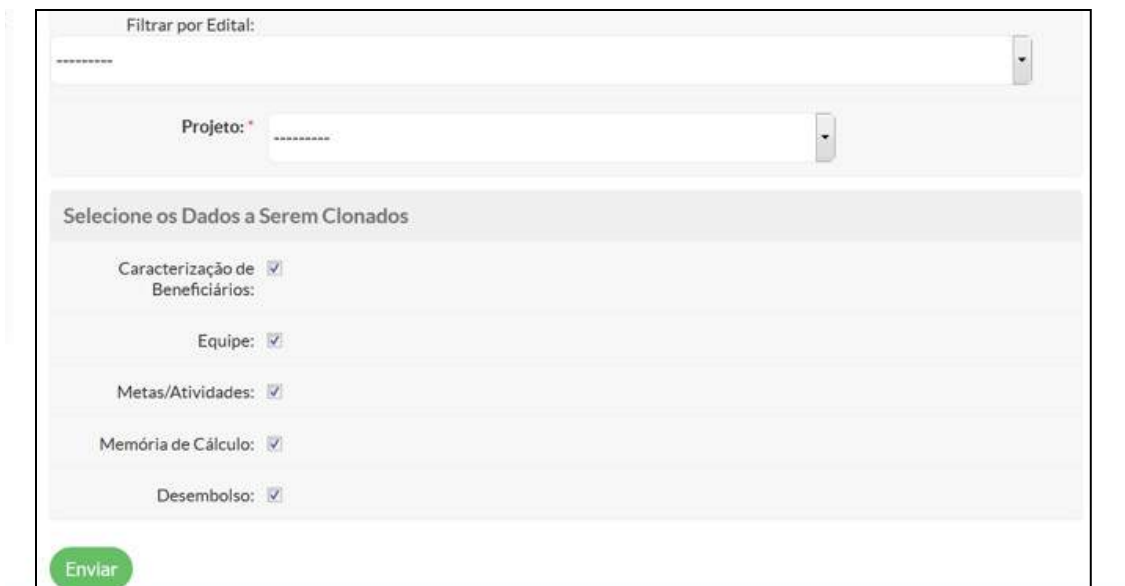 Filtrar por Edital:
---------
Projeto: * ---------
Selecione os Dados a Serem Clonados
Caracterização de
Beneficiários:
Equipe:
Metas/Atividades:
Memória de Cálculo:
Desembolso:
Enviar